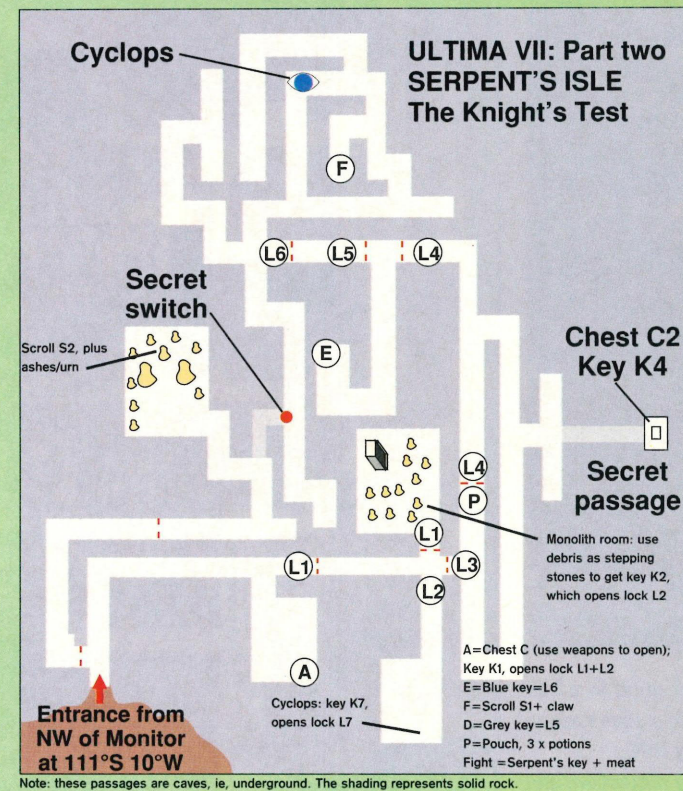 Cyclops
ULTIMA VII: Part two
SERPENT'S ISLE
The Knight's Test
F
L6
L5
L4
Secret
switch
Scroll S2, plus
ashes/urn
E
Chest C2
Key K4
L4
P
Secret
passage
Monolith room: use
debris as stepping
stones to get key K2,
which opens lock L2
L1
L1
L3
L2
A
Cyclops: key K7,
opens lock L7
A=Chest C (use weapons to open);
Key K1, opens lock L1+L2
E=Blue key=L6
F=Scroll S1+ claw
D=Grey key=L5
P=Pouch, 3 x potions
Fight =Serpent's key + meat
Entrance from
NW of Monitor
at 111°S 10°W
Note: these passages are caves, ie, underground. The shading represents solid rock.